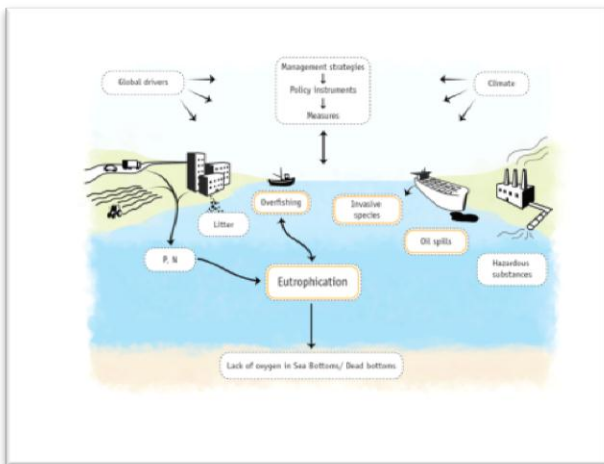 Management strategies
Policy instruments
Measures
Global drivers
Climate
Litter
Overfishing
Invasive
species
Oil spills
Hazardous
substances
P, N
Eutrophication
Lack of oxygen in Sea Bottoms/ Dead bottoms